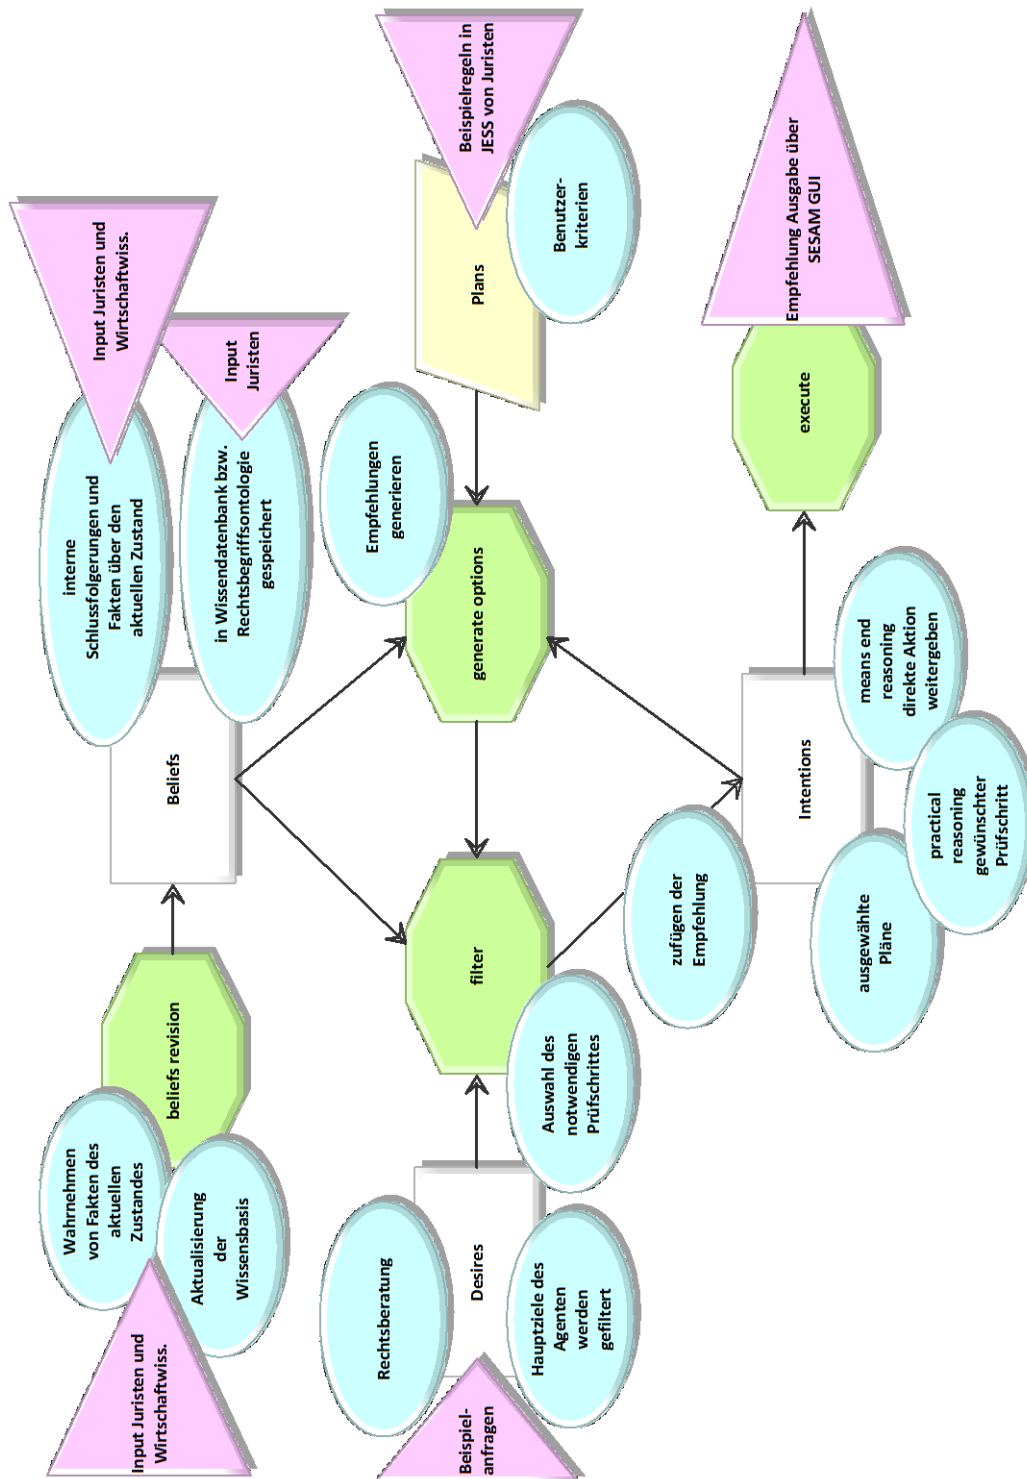 Input Juristen und
Wirtschaftwiss.
Wahrnehmen
von Fakten des
aktuellen
Zustandes
Aktualisierung
der
Wissensbasis
beliefs revision
Beliefs
interne
Schlussfolgerungen und
Fakten über den
aktuellen Zustand
Input Juristen und
Wirtschaftwiss.
in Wissendatenbank bzw.
Rechtsbegriffsontologie
gespeichert
Input
Juristen
Beispiel-
anfragen
Rechtsberatung
Desires
Hauptziele des
Agenten
werden
gefiltert
filter
Auswahl des
notwendigen
Prüfschrittes
generate options
Empfehlungen
generieren
Plans
Beispielregeln in
JESS von Juristen
Benutzer-
kriterien
zufügen der
Empfehlung
Intentions
ausgewählte
Pläne
practical
reasoning
gewünschter
Prüfschritt
means end
reasoning
direkte Aktion
weitergeben
execute
Empfehlung Ausgabe über
SESAM GUI